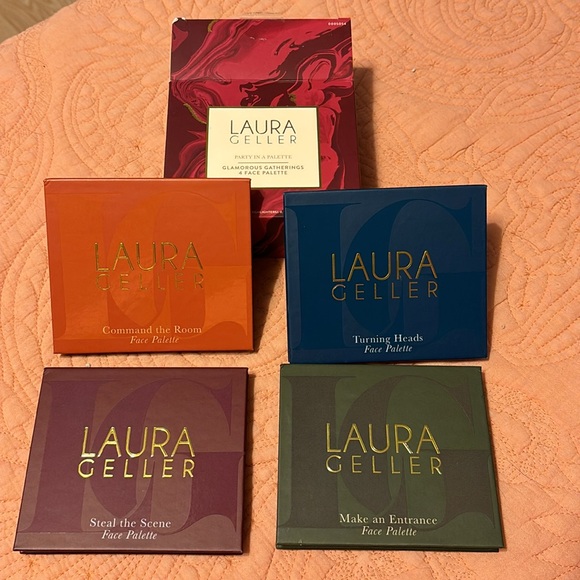 LAURA
GELLER
PARTY IN A PALETTE
GLAMOROUS GATHERINGS
4 FACE PALETTE
LAURA
GELLER
Command the Room
Face Palette
LAURA
GELLER
Turning Heads
Face Palette
LAURA
GELLER
Steal the Scene
Face Palette
LAURA
GELLER
Make an Entrance
Face Palette